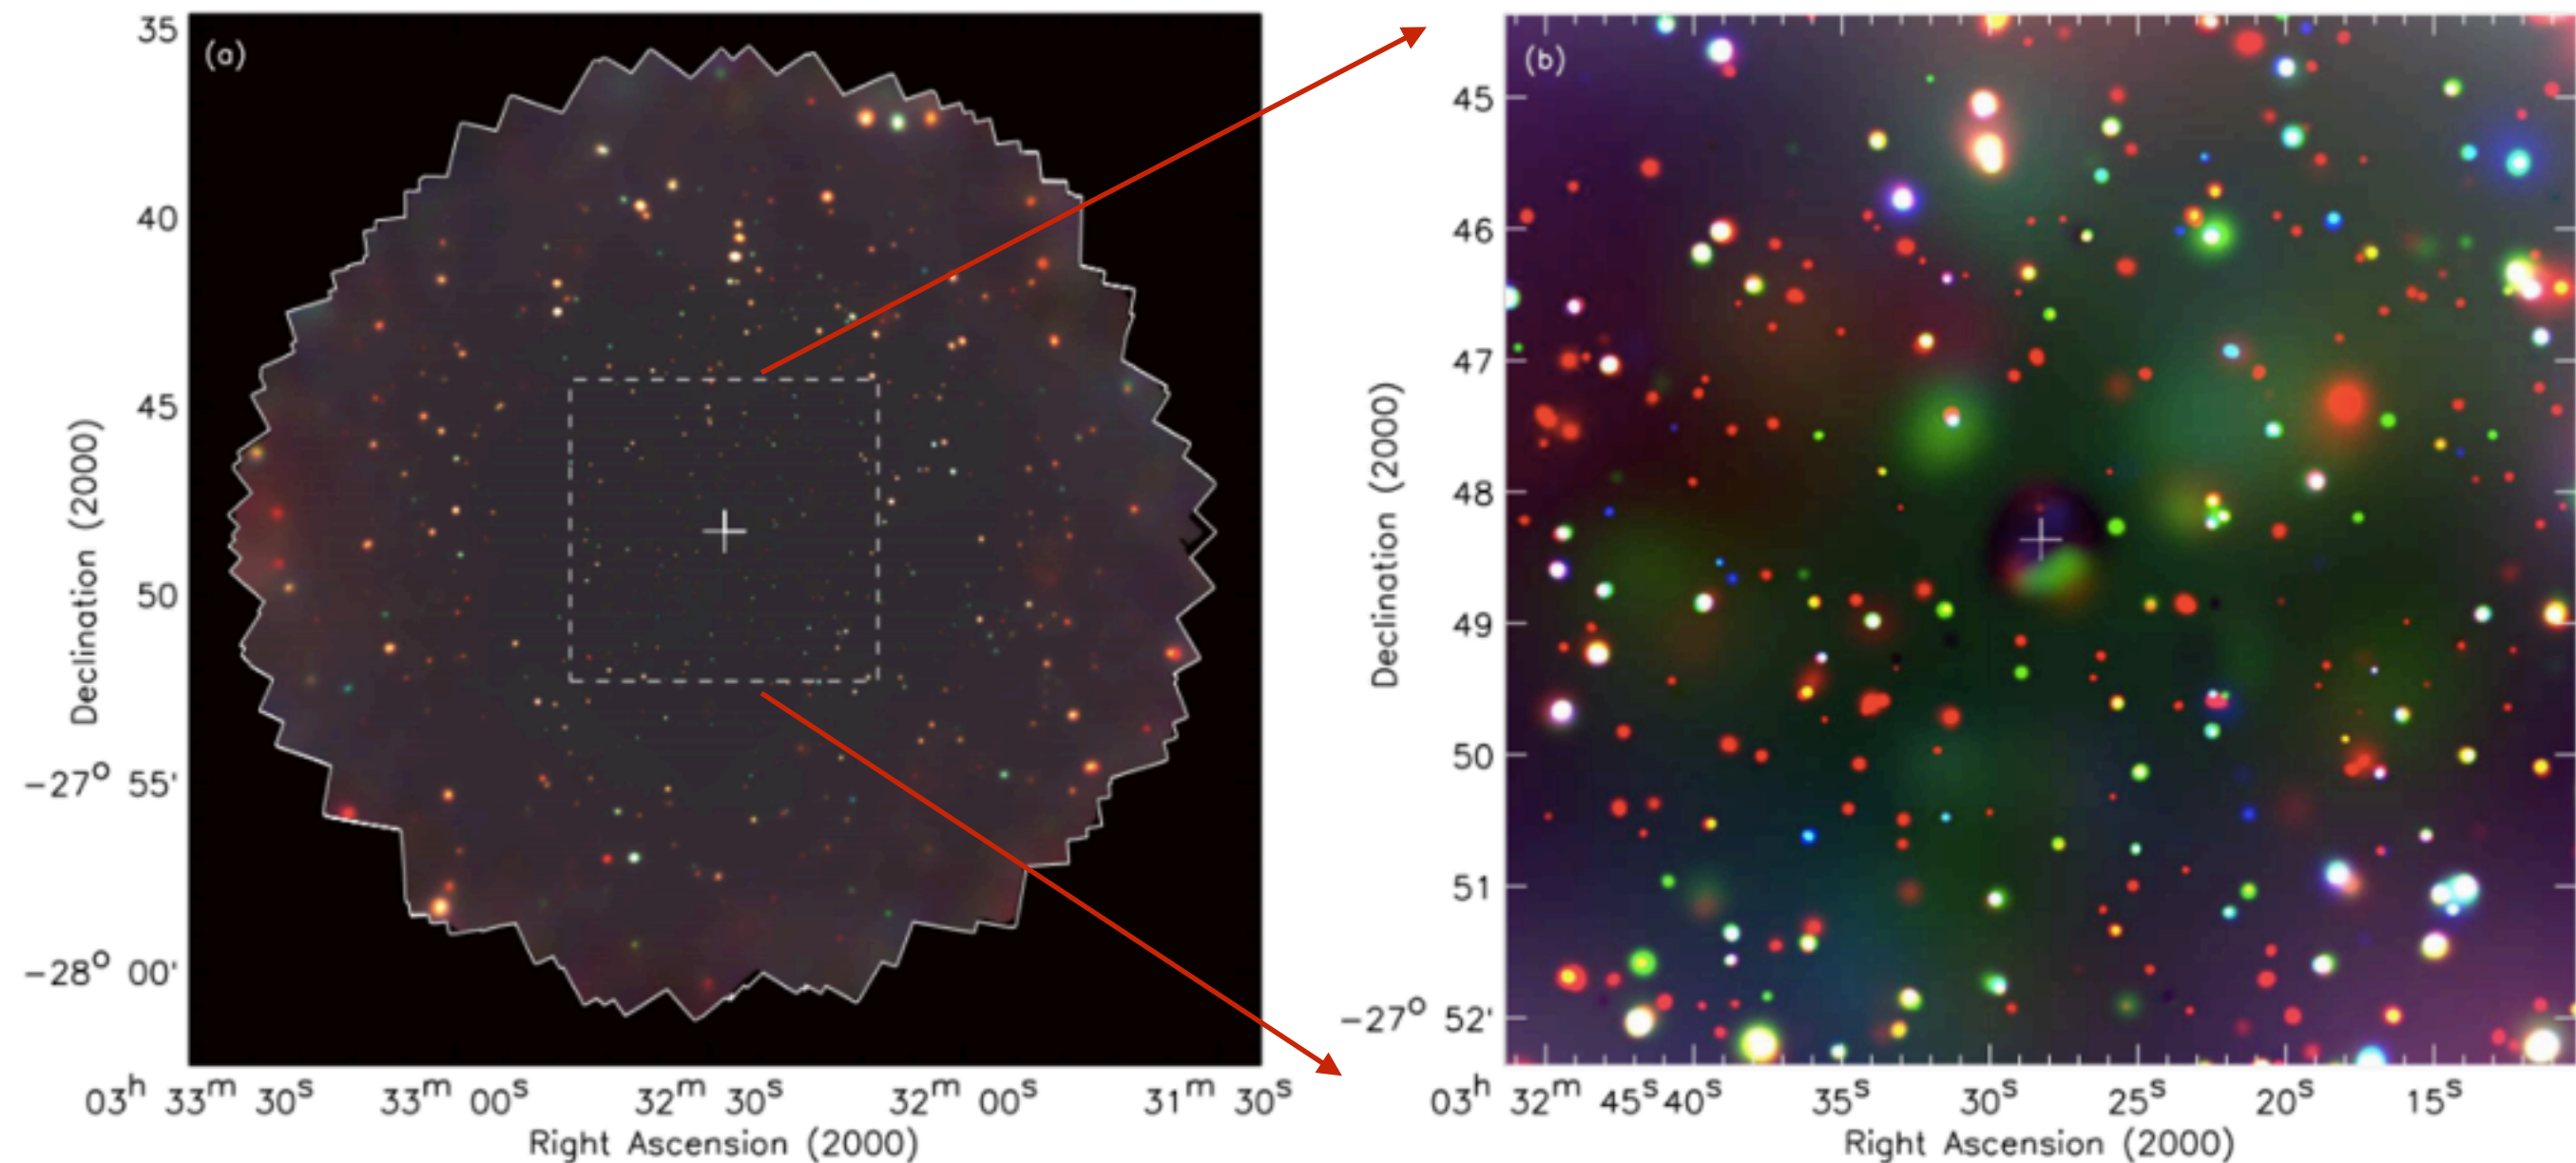 (a)
35
40
45
50
-27° 55'
-28° 00'
Declination (2000)
03ʰ 33ᵐ 30ˢ
33ᵐ 00ˢ
32ᵐ 30ˢ
32ᵐ 00ˢ
31ᵐ 30ˢ
Right Ascension (2000)
(b)
45
46
47
48
49
50
51
-27° 52'
Declination (2000)
03ʰ 32ᵐ 45ˢ
40ˢ
35ˢ
30ˢ
25ˢ
20ˢ
15ˢ
Right Ascension (2000)